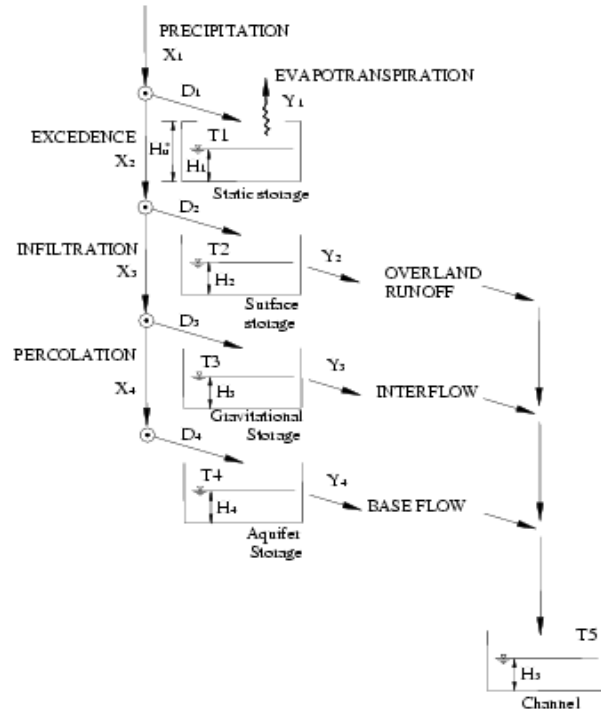 PRECIPITATION
X₁
EVAPOTRANSPIRATION
D₁
Y₁
EXCEDENCE
T1
X₂
H₁
Static storage
D₂
T2
Y₂
INFILTRATION
OVERLAND
RUNOFF
X₃
H₂
Surface
storage
D₃
PERCOLATION
T3
Y₃
X₄
H₃
INTERFLOW
Gravitational
Storage
D₄
T4
Y₄
H₄
BASE FLOW
Aquifer
Storage
T5
H₃
Channel